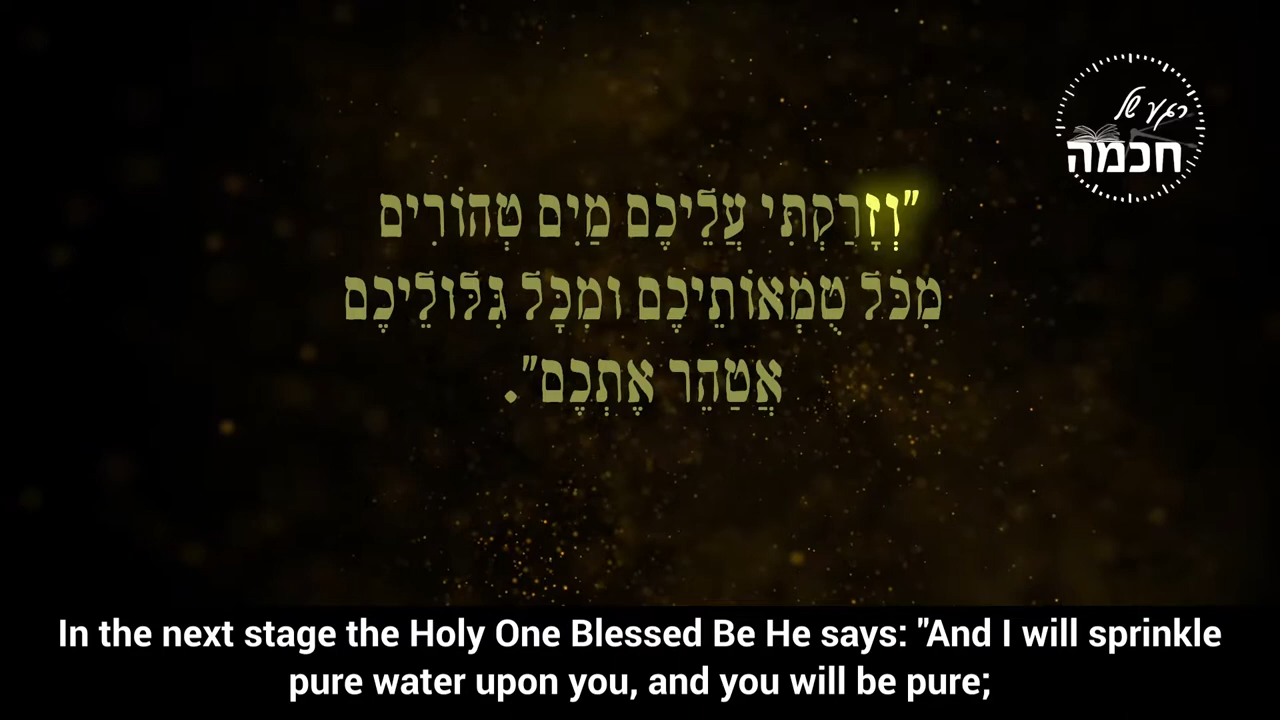 רגע של
חכמה
"וְזָרַקְתִּי עֲלֵיכֶם מַיִם טְהוֹרִים
מִכֹּל טֻמְאוֹתֵיכֶם וּמִכָּל גִּלּוּלֵיכֶם
אֲטַהֵר אֶתְכֶם".
In the next stage the Holy One Blessed Be He says: "And I will sprinkle
pure water upon you, and you will be pure;